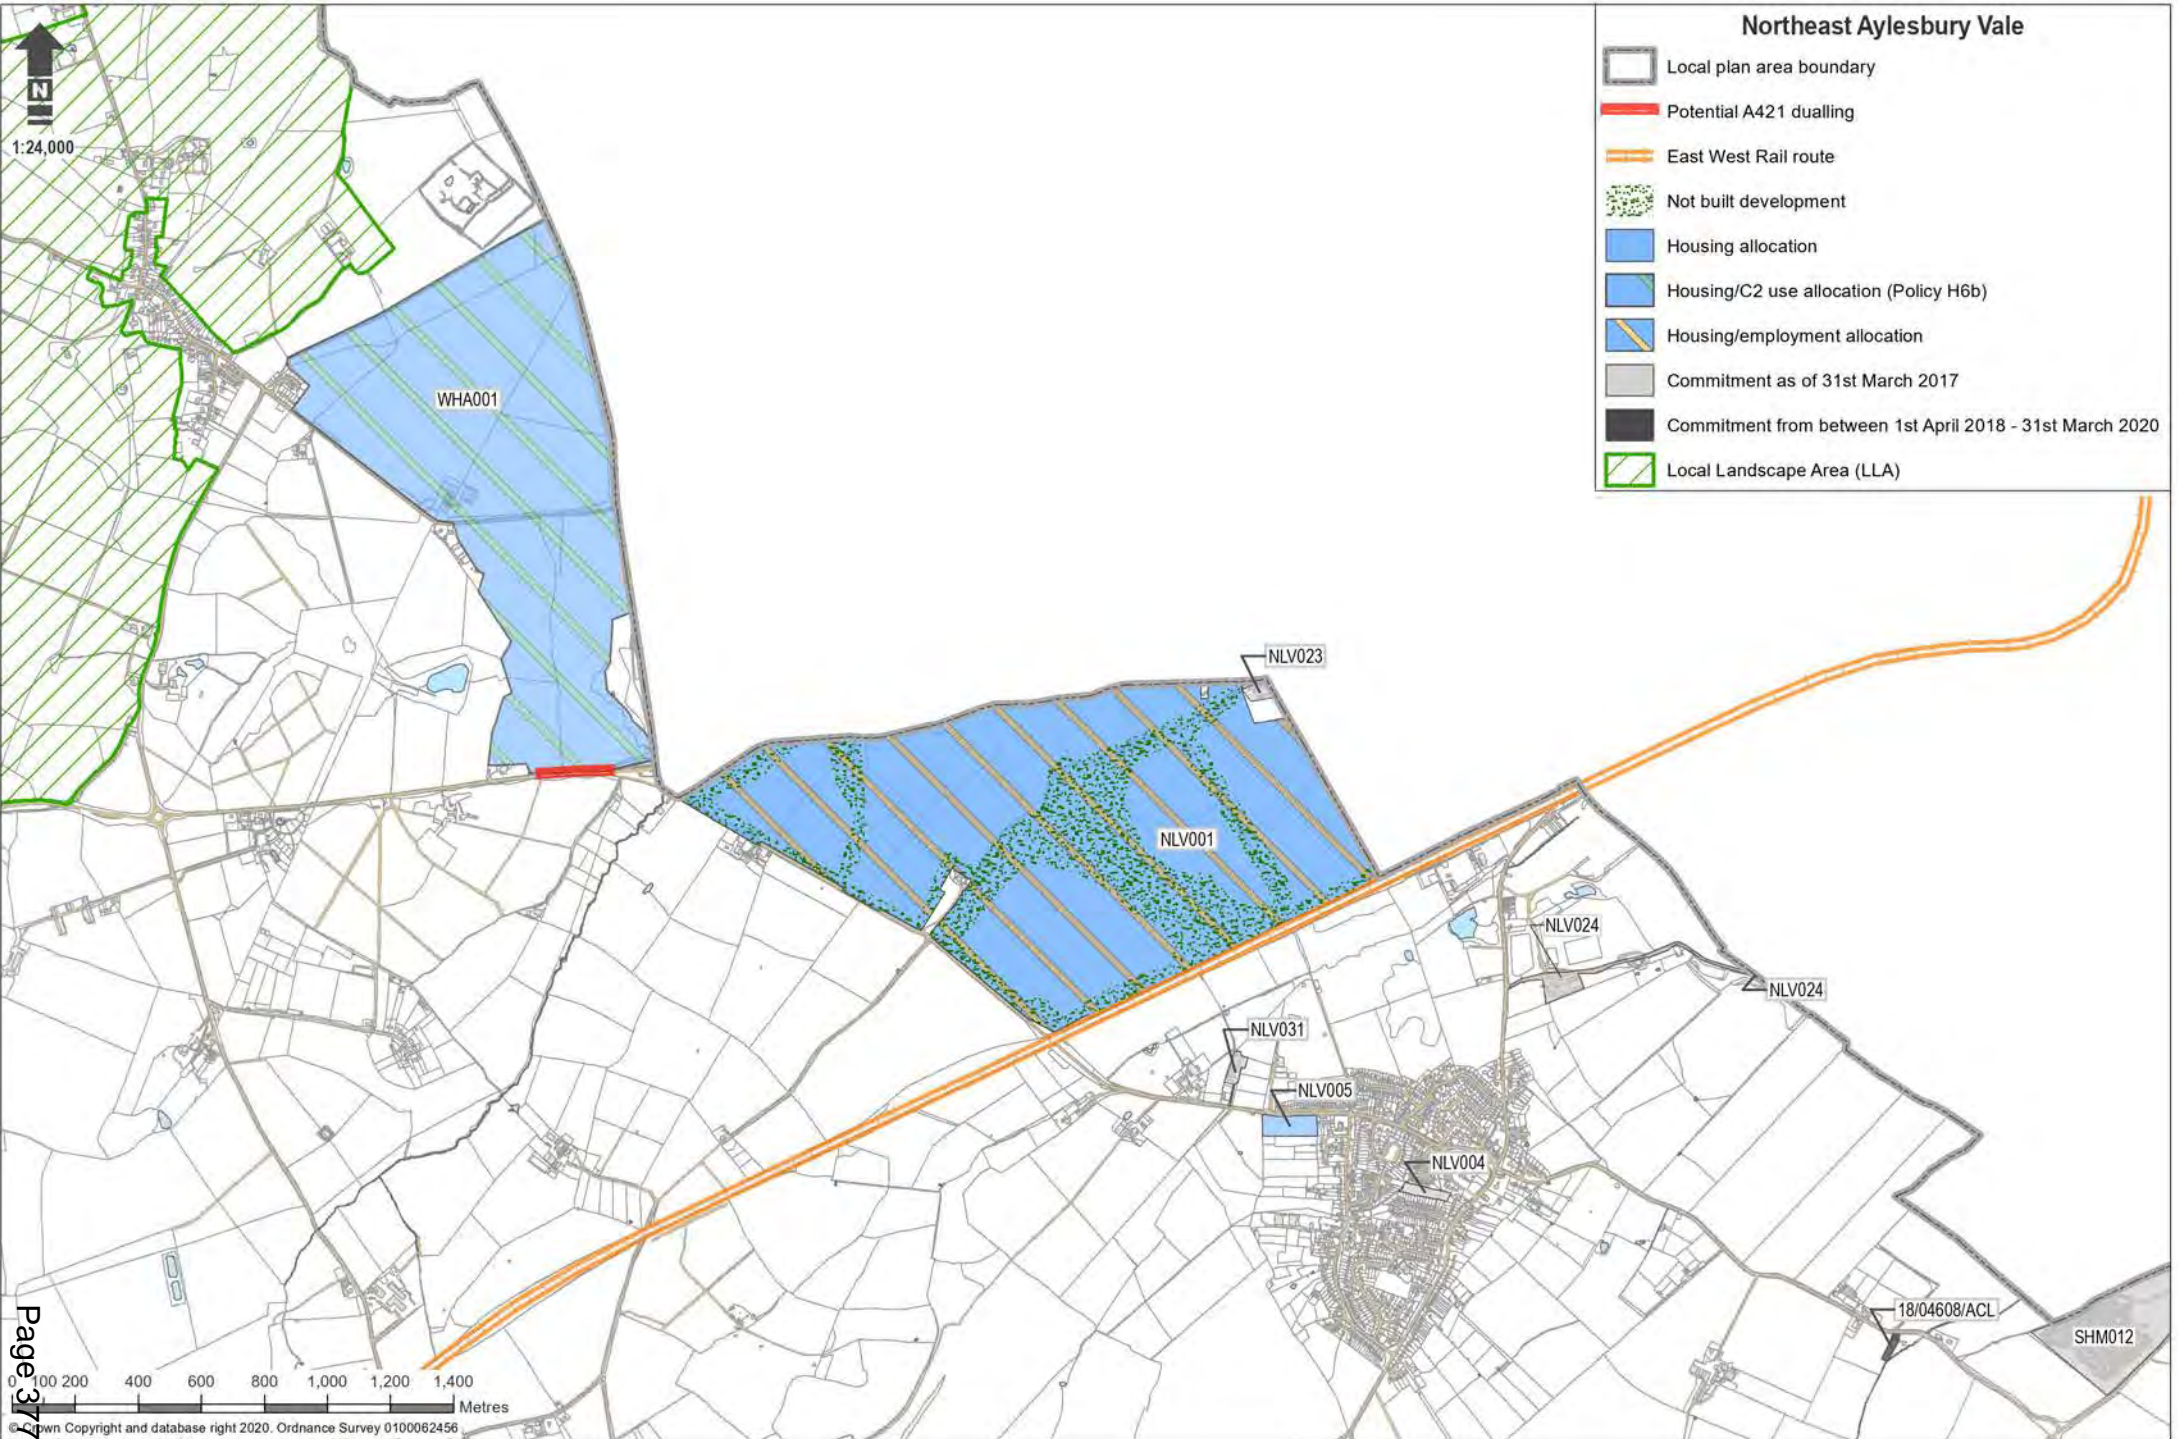 Northeast Aylesbury Vale
Local plan area boundary
Potential A421 dualling
East West Rail route
Not built development
Housing allocation
Housing/C2 use allocation (Policy H6b)
Housing/employment allocation
Commitment as of 31st March 2017
Commitment from between 1st April 2018 - 31st March 2020
Local Landscape Area (LLA)
N
1:24,000
WHA001
NLV023
NLV001
NLV024
NLV024
NLV031
NLV005
NLV004
18/04608/ACL
SHM012
0 100 200 400 600 800 1,000 1,200 1,400
Metres
© Crown Copyright and database right 2020. Ordnance Survey 0100062456
Page 377